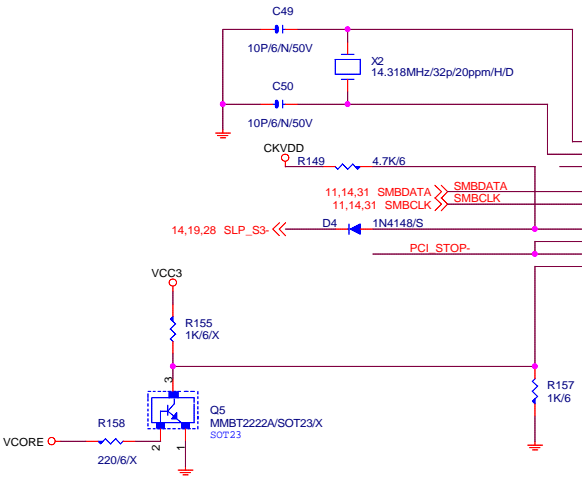 C49
10P/6/N/50V
X2
14.318MHz/32p/20ppm/H/D
C50
10P/6/N/50V
CKVDD
R149 4.7K/6
11,14,31 SMBDATA SMBDATA
11,14,31 SMBCLK SMBCLK
14,19,28 SLP_S3- D4 1N4148/S
PCI_STOP-
VCC3
R155
1K/6/X
3
R157
1K/6
Q5
MMBT2222A/SOT23/X
SOT23
R158
VCORE
220/6/X
2
1